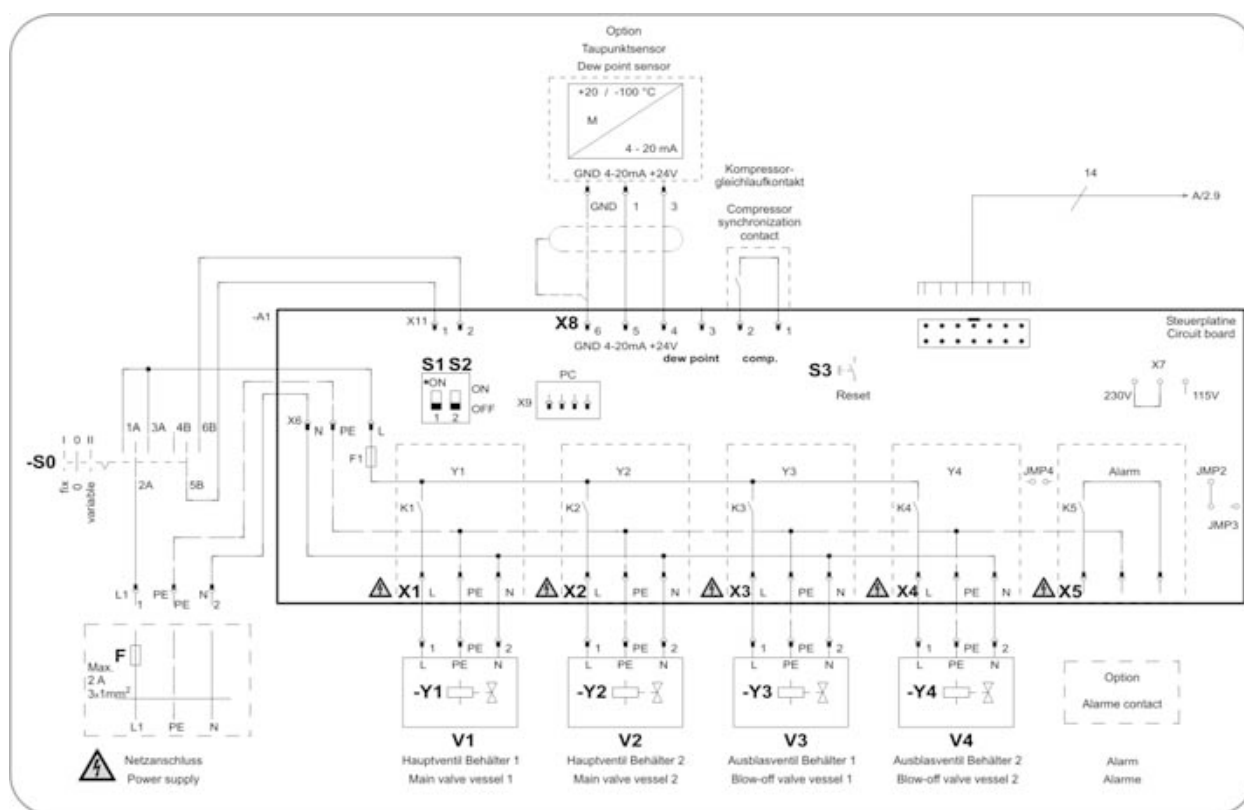 Option
Taupunktsensor
Dew point sensor
+20 / -100 °C
M
4 - 20 mA
GND 4-20mA +24V
GND 1 3
Kompressor-
gleichlaufkontakt
Compressor
synchronization
contact
14
A/2.9
-A1
X11 1 2
X8 6 5 4 3 2 1
GND 4-20mA +24V
dew point comp.
Steuerplatine
Circuit board
S1 S2
ON ON
OFF
1 2
PC
X9
S3
Reset
X7
230V 115V
1A 3A 4B 6B
X6 N PE L
F1
-S0
I 0 II
fix
0
variable
2A 5B
Y1 Y2 Y3 Y4 Alarm
JMP4 JMP2
JMP3
K1 K2 K3 K4 K5
L1 1 PE PE N 2
X1 L PE N
X2 L PE N
X3 L PE N
X4 L PE N
X5
F
Max.
2 A
3x1mm²
L1 PE N
1 PE 2
L PE N
-Y1
1 PE 2
L PE N
-Y2
1 PE 2
L PE N
-Y3
1 PE 2
L PE N
-Y4
Option
Alarme contact
V1 V2 V3 V4
Netzanschluss
Power supply
Hauptventil Behälter 1
Main valve vessel 1
Hauptventil Behälter 2
Main valve vessel 2
Ausblasventil Behälter 1
Blow-off valve vessel 1
Ausblasventil Behälter 2
Blow-off valve vessel 2
Alarm
Alarme